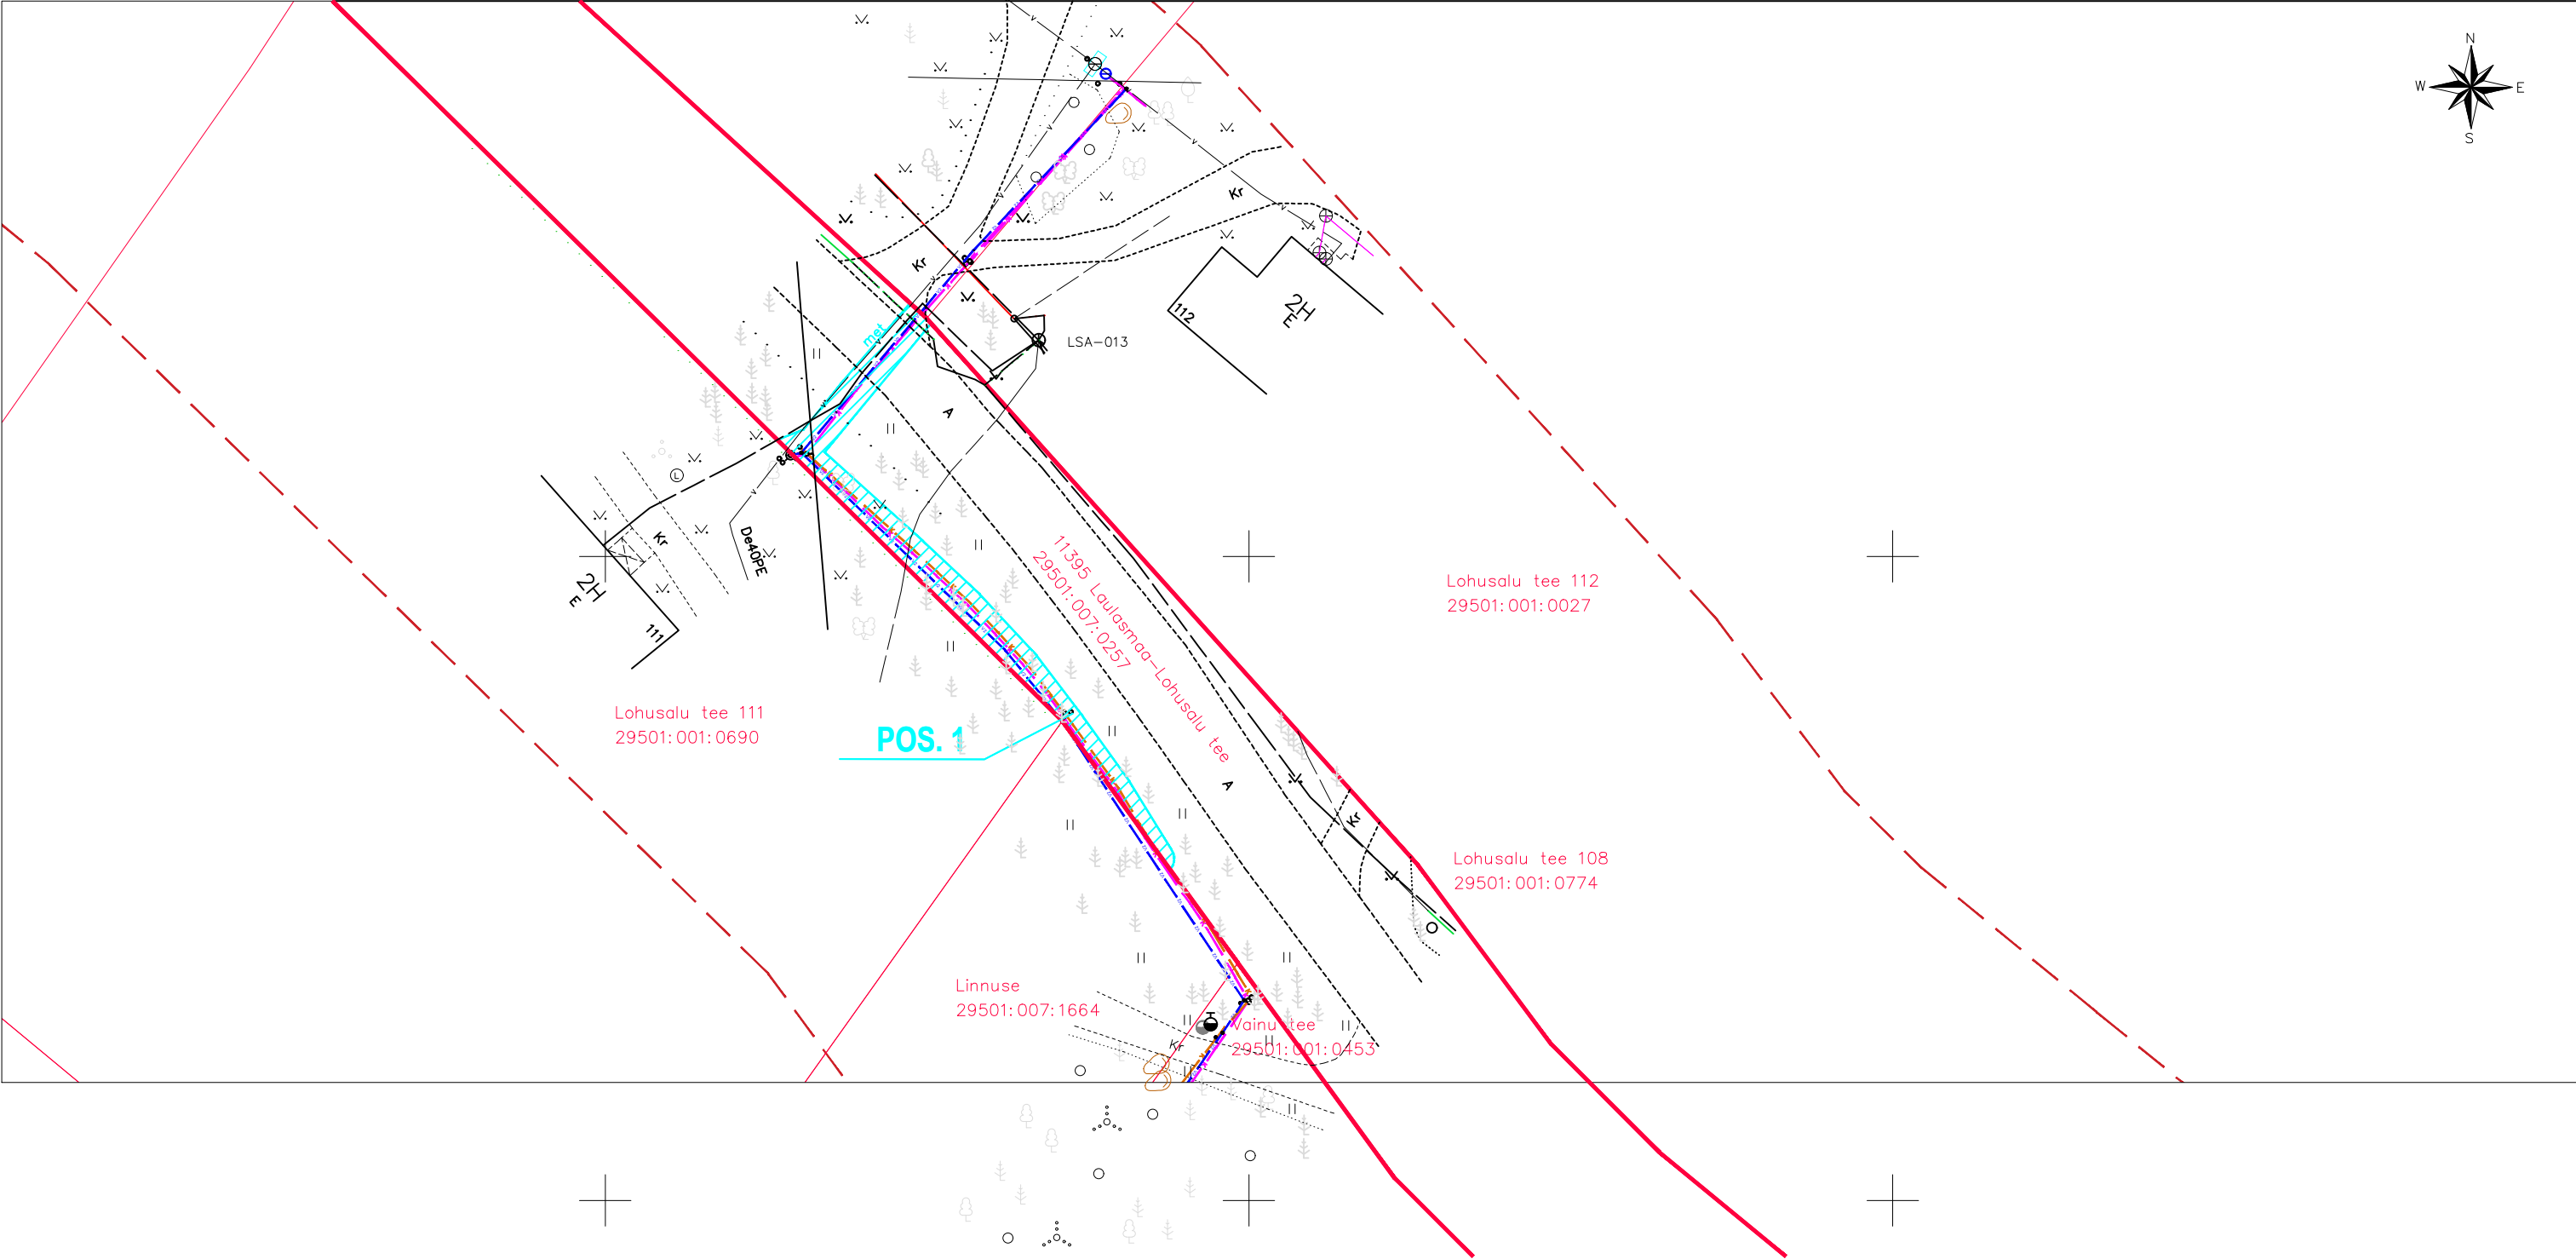 N
W E
S
Kr
Kr
met
LSA-013
112
2H
E
A
L
Kr
De40PE
2H
E
111
11395 Laulasmaa-Lohusalu tee
29501:007:0257
Lohusalu tee 112
29501:001:0027
Lohusalu tee 111
29501:001:0690
POS. 1
A
Kr
Lohusalu tee 108
29501:001:0774
Linnuse
29501:007:1664
H
Vainu tee
29501:001:0453
Kr